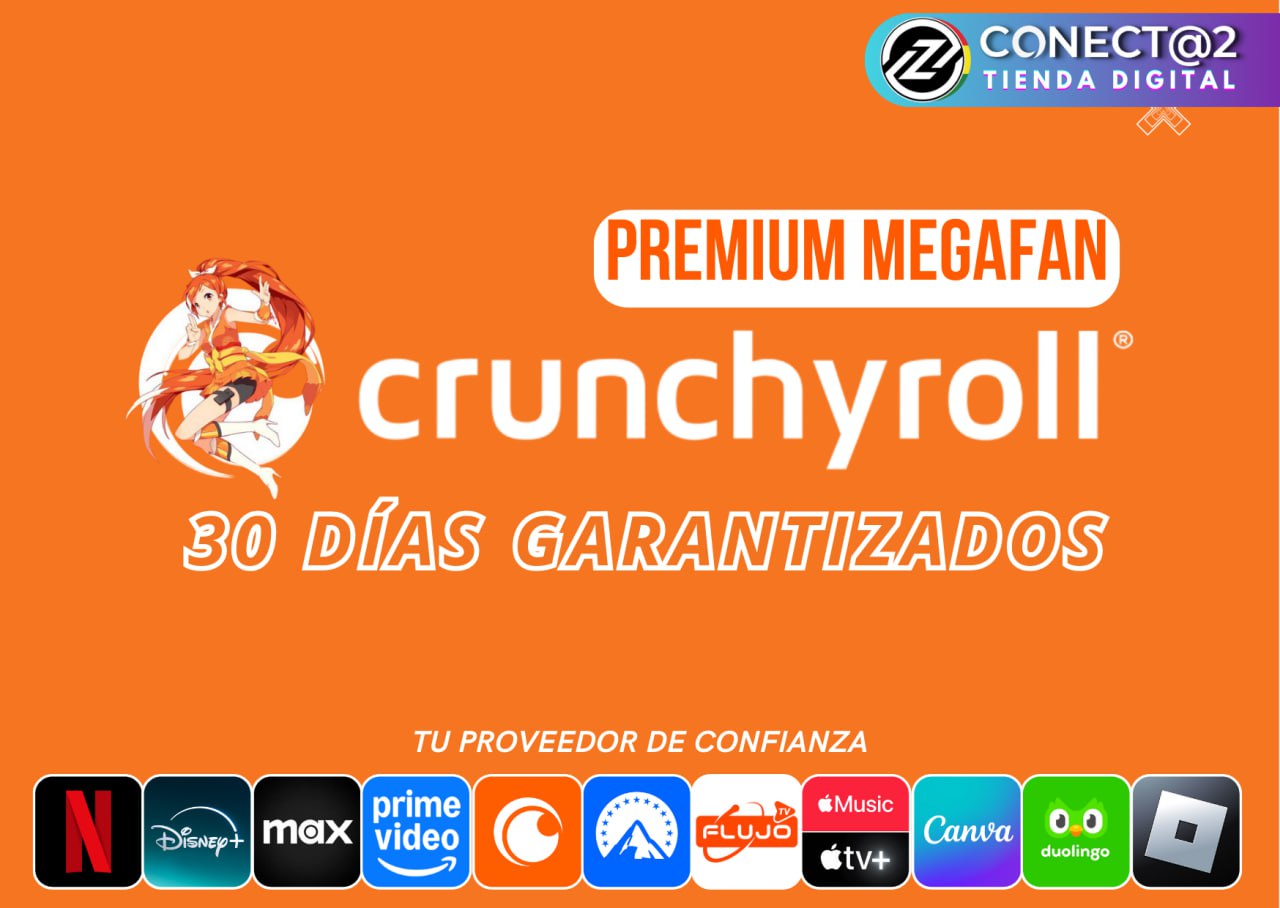 CONECT@2
TIENDA DIGITAL
PREMIUM MEGAFAN
crunchyroll®
30 DÍAS GARANTIZADOS
TU PROVEEDOR DE CONFIANZA
N
Disney+
max
prime
video
FLUJO TV
Music
tv+
Canva
duolingo